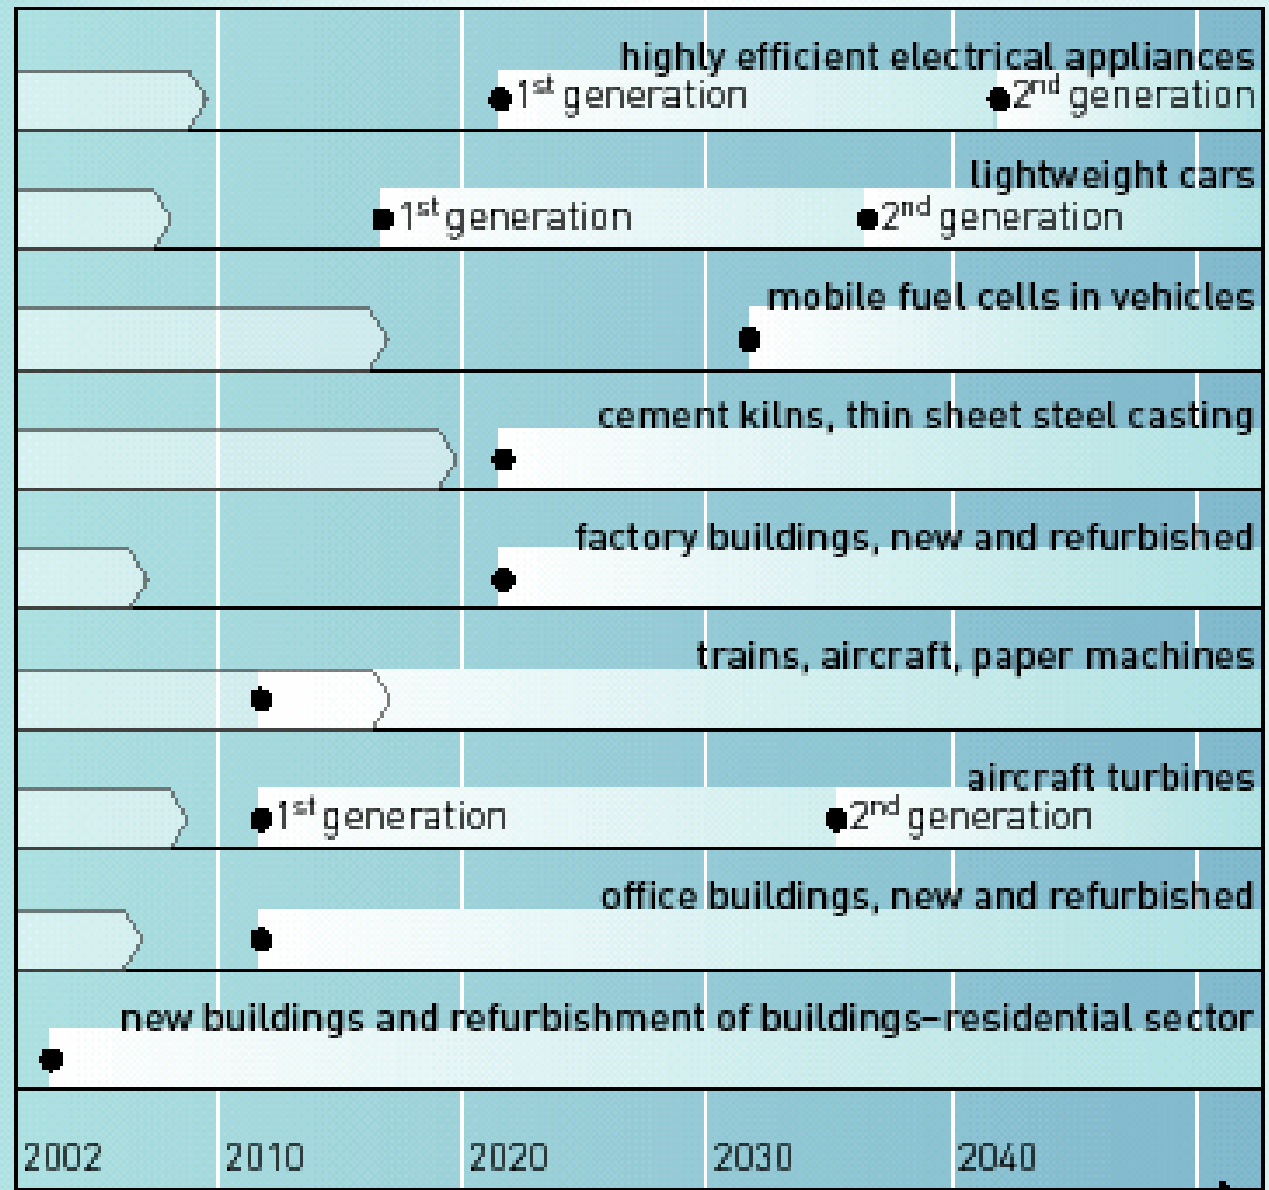 highly efficient electrical appliances
1st generation 2nd generation
lightweight cars
1st generation 2nd generation
mobile fuel cells in vehicles
cement kilns, thin sheet steel casting
factory buildings, new and refurbished
trains, aircraft, paper machines
aircraft turbines
1st generation 2nd generation
office buildings, new and refurbished
new buildings and refurbishment of buildings–residential sector
2002 2010 2020 2030 2040